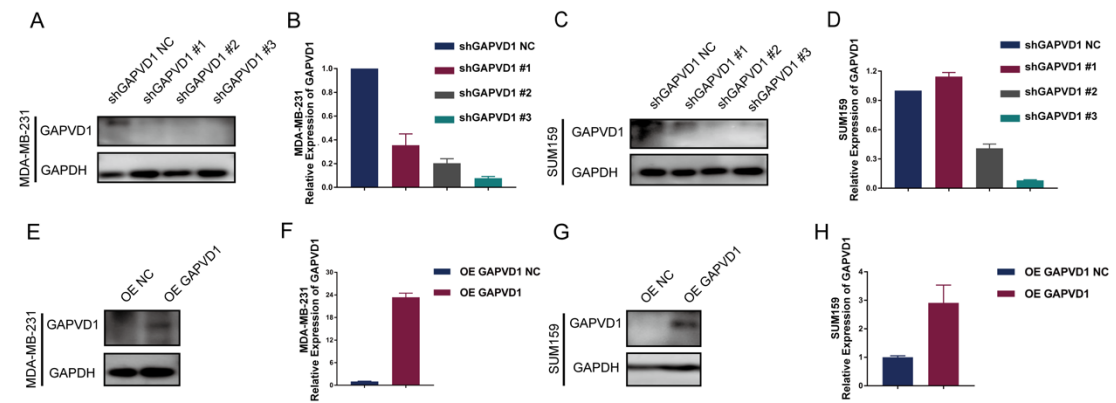 A
shGAPVD1 NC
shGAPVD1 #1
shGAPVD1 #2
shGAPVD1 #3
MDA-MB-231
GAPVD1
GAPDH
B
MDA-MB-231
Relative Expression of GAPVD1
1.0
0.8
0.6
0.4
0.2
0.0
shGAPVD1 NC
shGAPVD1 #1
shGAPVD1 #2
shGAPVD1 #3
C
shGAPVD1 NC
shGAPVD1 #1
shGAPVD1 #2
shGAPVD1 #3
SUM159
GAPVD1
GAPDH
D
SUM159
Relative Expression of GAPVD1
1.2
0.9
0.6
0.3
0.0
shGAPVD1 NC
shGAPVD1 #1
shGAPVD1 #2
shGAPVD1 #3
E
OE NC
OE GAPVD1
MDA-MB-231
GAPVD1
GAPDH
F
MDA-MB-231
Relative Expression of GAPVD1
30
24
18
12
6
0
OE GAPVD1 NC
OE GAPVD1
G
OE NC
OE GAPVD1
SUM159
GAPVD1
GAPDH
H
SUM159
Relative Expression of GAPVD1
4
3
2
1
0
OE GAPVD1 NC
OE GAPVD1